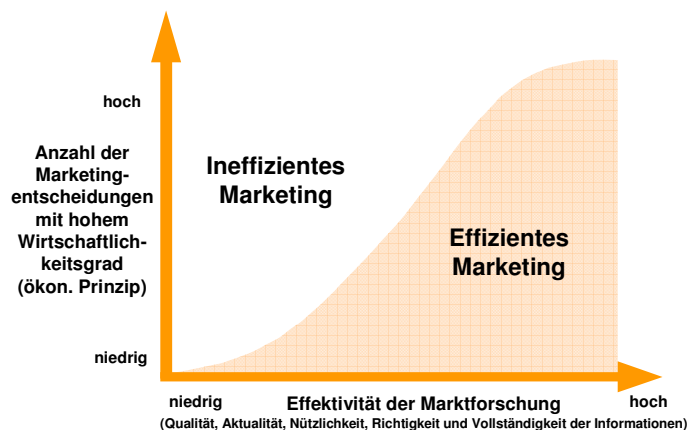 hoch
Anzahl der
Marketing-
entscheidungen
mit hohem
Wirtschaftlich-
keitsgrad
(ökon. Prinzip)
niedrig
Ineffizientes
Marketing
Effizientes
Marketing
niedrig
Effektivität der Marktforschung
hoch
(Qualität, Aktualität, Nützlichkeit, Richtigkeit und Vollständigkeit der Informationen)